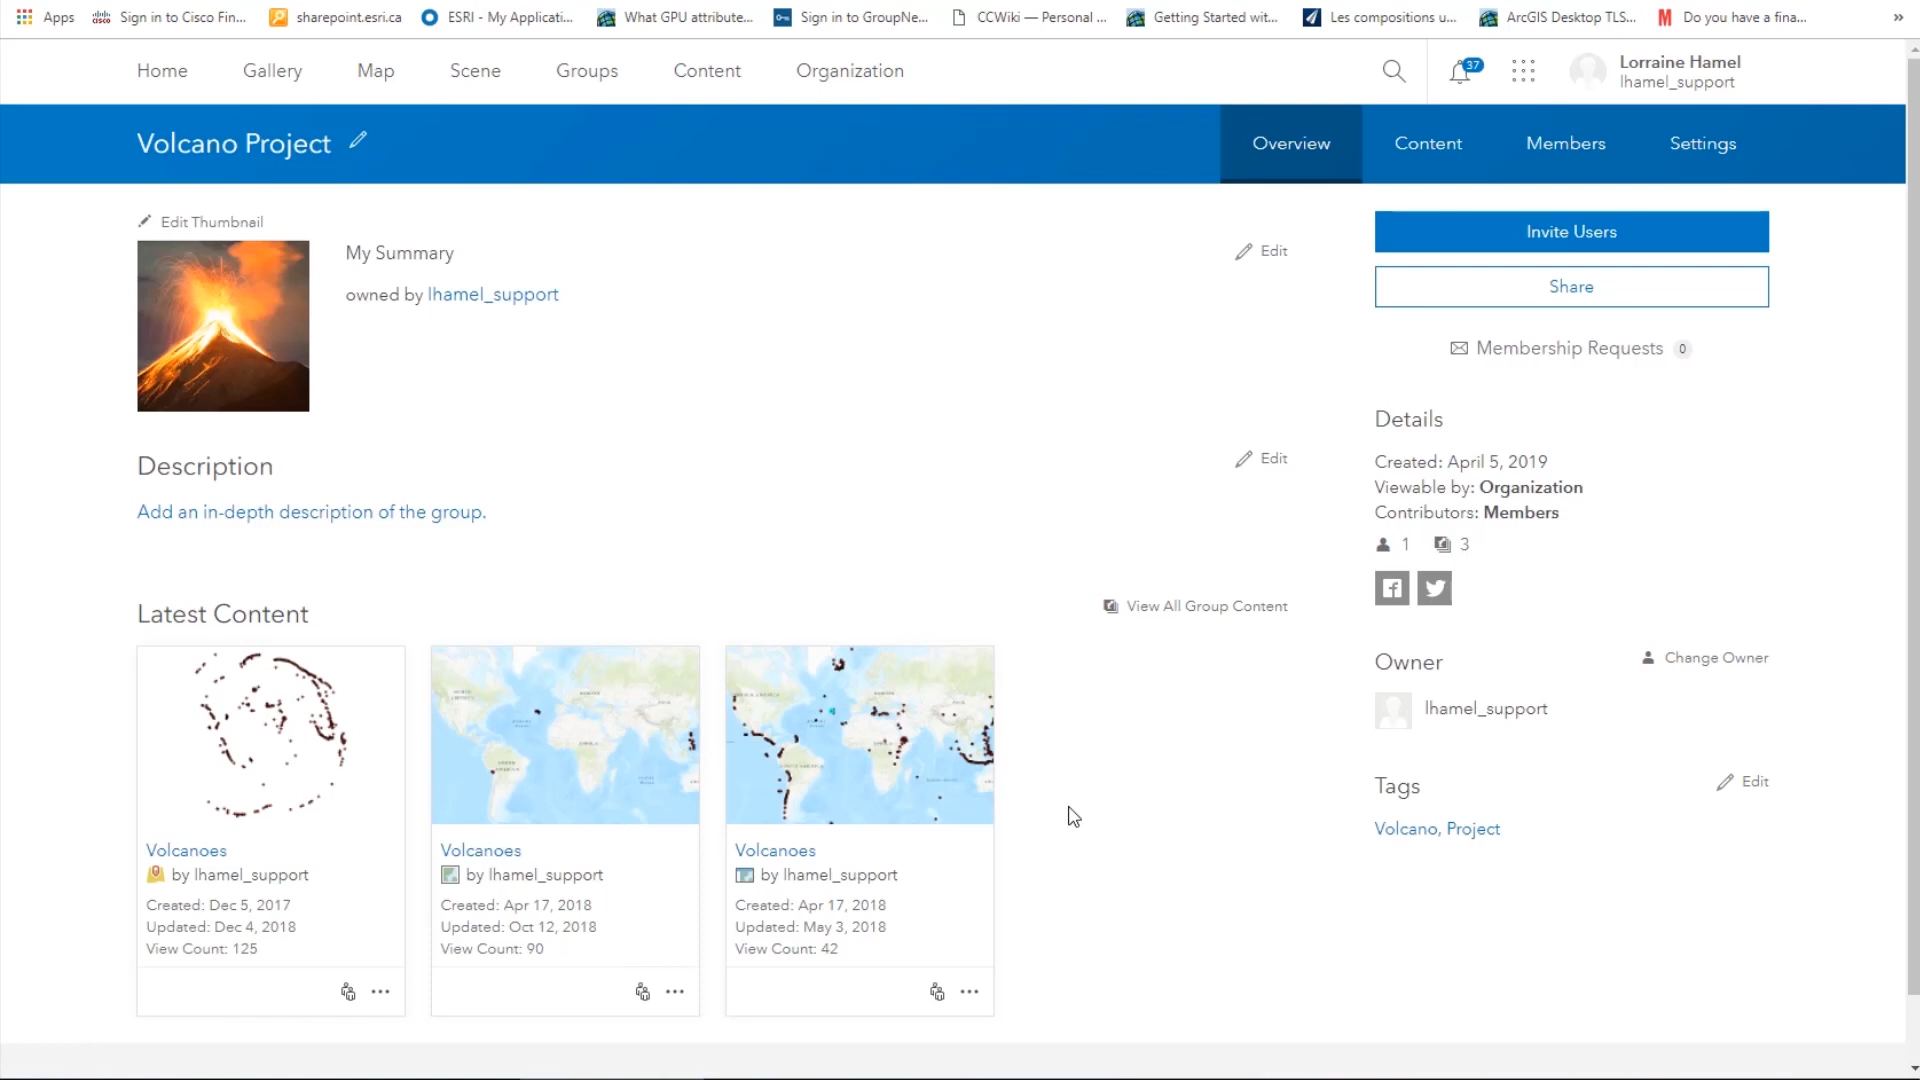 Apps Sign in to Cisco Fin... sharepoint.esri.ca ESRI - My Applicati... What GPU attribute... Sign in to GroupNe... CCWiki — Personal ... Getting Started wit... Les compositions u... ArcGIS Desktop TLS... Do you have a fina... »
Home Gallery Map Scene Groups Content Organization 37 Lorraine Hamel
lhamel_support
Volcano Project Overview Content Members Settings
Edit Thumbnail
My Summary Edit
owned by lhamel_support
Invite Users
Share
Membership Requests 0
Description Edit
Add an in-depth description of the group.
Details
Created: April 5, 2019
Viewable by: Organization
Contributors: Members
1 3
Latest Content View All Group Content
Volcanoes
by lhamel_support
Created: Dec 5, 2017
Updated: Dec 4, 2018
View Count: 125
Volcanoes
by lhamel_support
Created: Apr 17, 2018
Updated: Oct 12, 2018
View Count: 90
Volcanoes
by lhamel_support
Created: Apr 17, 2018
Updated: May 3, 2018
View Count: 42
Owner Change Owner
lhamel_support
Tags Edit
Volcano, Project